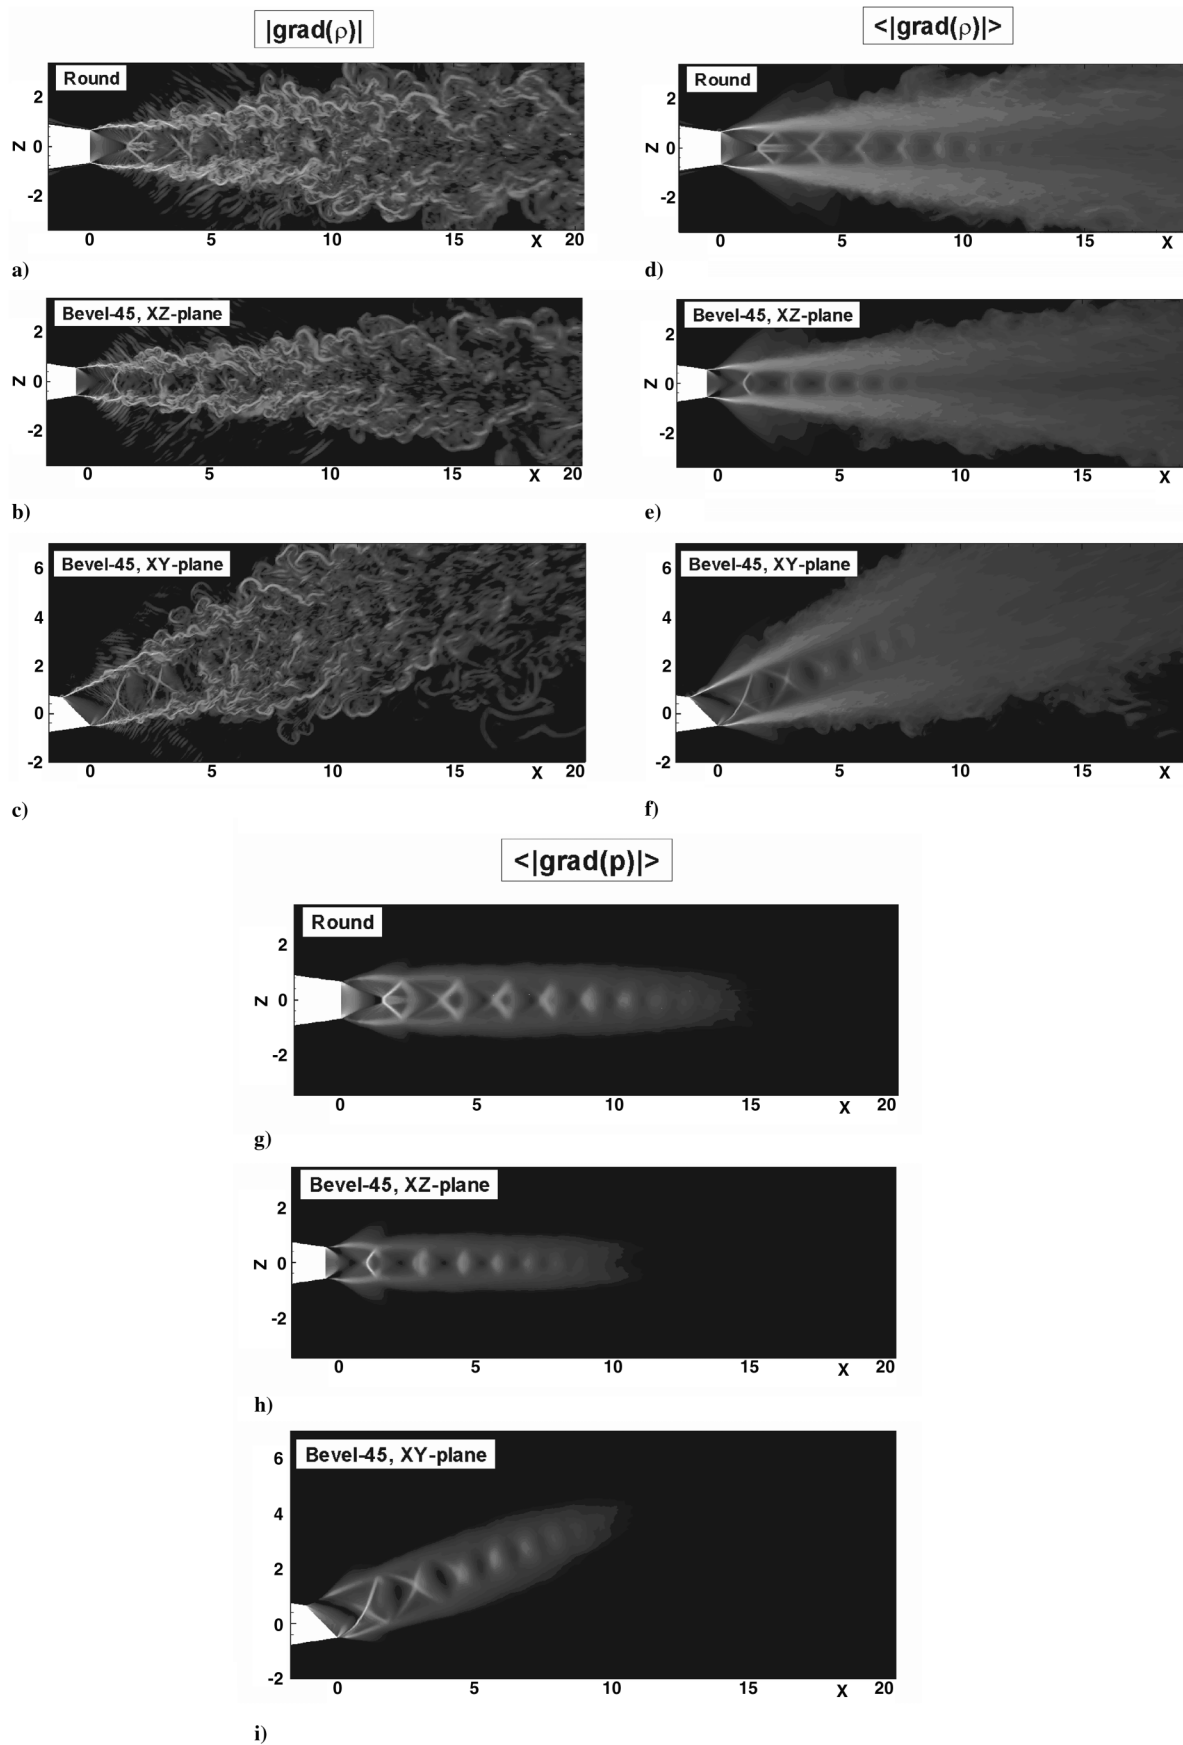 |grad(ρ)|
Round
2
Z 0
-2
0 5 10 15 X 20
a)
Bevel-45, XZ-plane
2
Z 0
-2
0 5 10 15 X 20
b)
Bevel-45, XY-plane
6
4
2
0
-2
0 5 10 15 X 20
c)
<|grad(ρ)|>
Round
2
Z 0
-2
0 5 10 15 X
d)
Bevel-45, XZ-plane
2
Z 0
-2
0 5 10 15 X
e)
Bevel-45, XY-plane
6
4
2
0
-2
0 5 10 15 X
f)
<|grad(p)|>
Round
2
Z 0
-2
0 5 10 15 X 20
g)
Bevel-45, XZ-plane
2
Z 0
-2
0 5 10 15 X 20
h)
Bevel-45, XY-plane
6
4
2
0
-2
0 5 10 15 X 20
i)